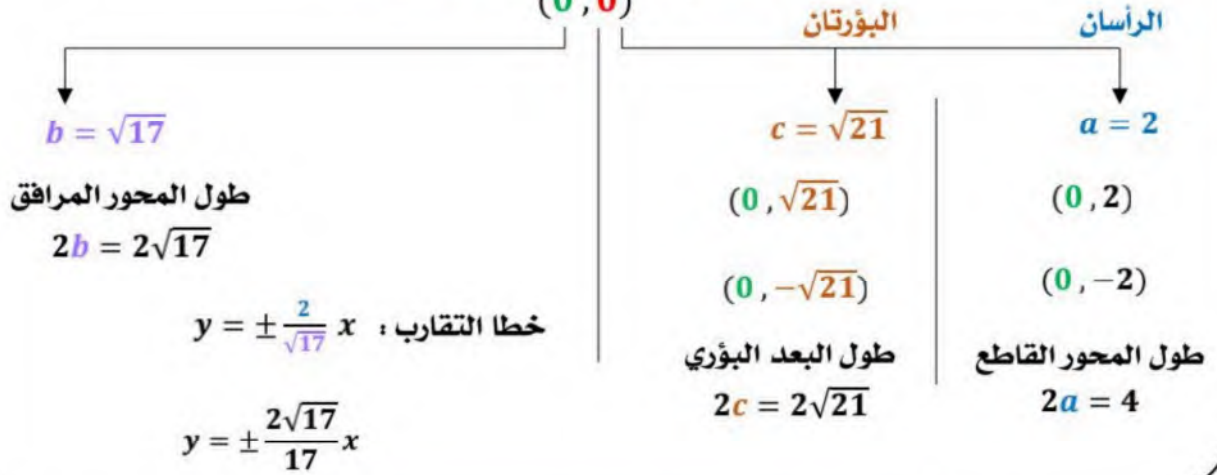 (0 , 0)
الرأسان
a = 2
(0 , 2)
(0 , −2)
طول المحور القاطع
2a = 4
البؤرتان
c = √21
(0 , √21)
(0 , −√21)
طول البعد البؤري
2c = 2√21
b = √17
طول المحور المرافق
2b = 2√17
خطا التقارب : y = ± 2/√17 x
y = ± 2√17/17 x